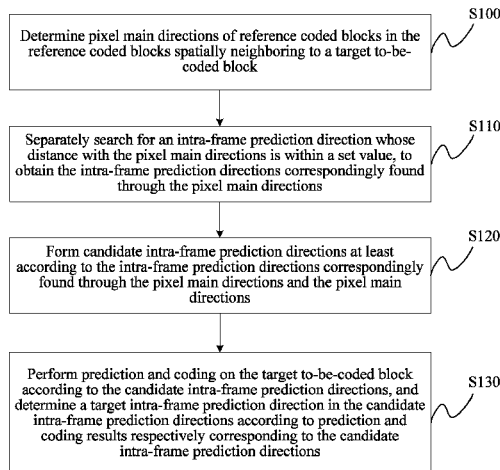 S100
Determine pixel main directions of reference coded blocks in the
reference coded blocks spatially neighboring to a target to-be-
coded block
S110
Separately search for an intra-frame prediction direction whose
distance with the pixel main directions is within a set value, to
obtain the intra-frame prediction directions correspondingly found
through the pixel main directions
S120
Form candidate intra-frame prediction directions at least
according to the intra-frame prediction directions correspondingly
found through the pixel main directions and the pixel main
directions
S130
Perform prediction and coding on the target to-be-coded block
according to the candidate intra-frame prediction directions, and
determine a target intra-frame prediction direction in the candidate
intra-frame prediction directions according to prediction and
coding results respectively corresponding to the candidate
intra-frame prediction directions